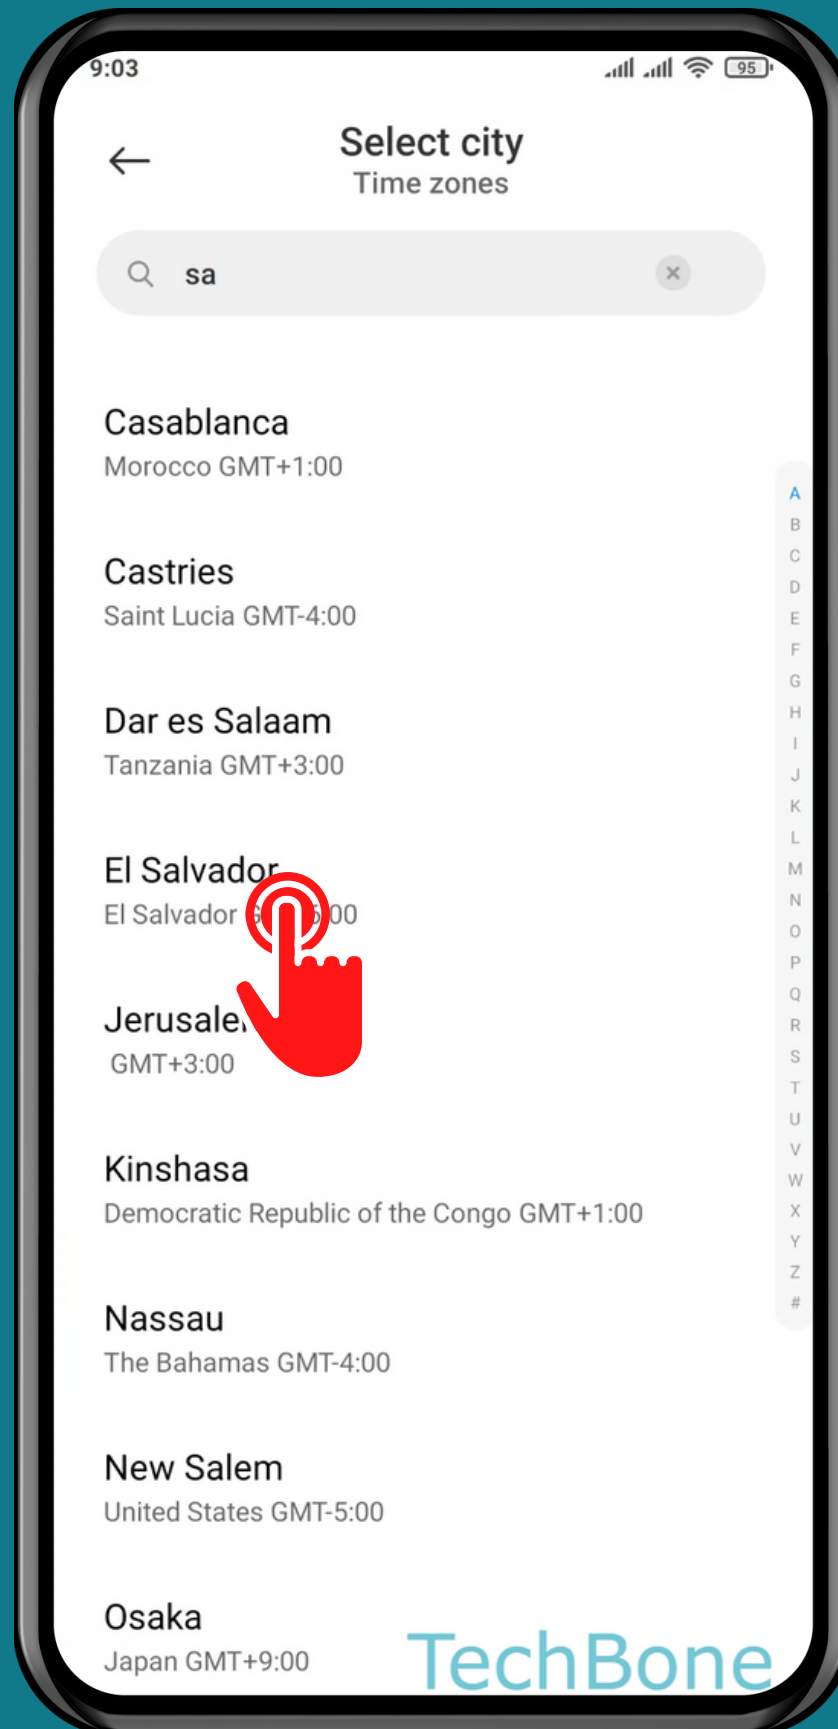 9:03
95
Select city
Time zones
sa
Casablanca
Morocco GMT+1:00
Castries
Saint Lucia GMT-4:00
Dar es Salaam
Tanzania GMT+3:00
El Salvador
El Salvador :00
Jerusale
GMT+3:00
Kinshasa
Democratic Republic of the Congo GMT+1:00
Nassau
The Bahamas GMT-4:00
New Salem
United States GMT-5:00
Osaka
Japan GMT+9:00
A
B
C
D
E
F
G
H
I
J
K
L
M
N
O
P
Q
R
S
T
U
V
W
X
Y
Z
#
TechBone